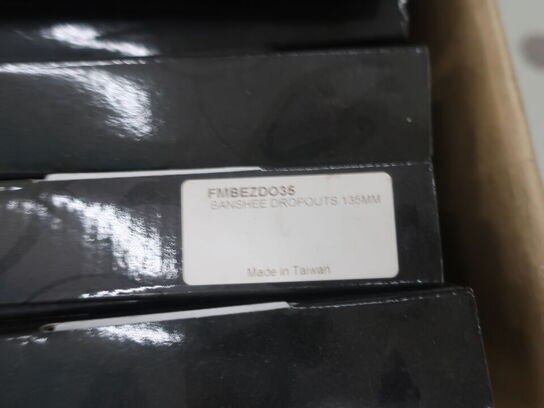 FMBEZDO35
BANSHEE DROPOUTS 135MM
Made in Taiwan